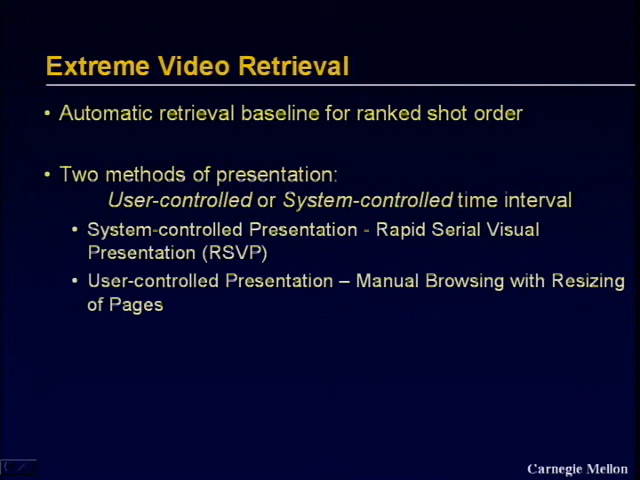 Extreme Video Retrieval
• Automatic retrieval baseline for ranked shot order
• Two methods of presentation:
User-controlled or System-controlled time interval
• System-controlled Presentation - Rapid Serial Visual
Presentation (RSVP)
• User-controlled Presentation – Manual Browsing with Resizing
of Pages
Carnegie Mellon